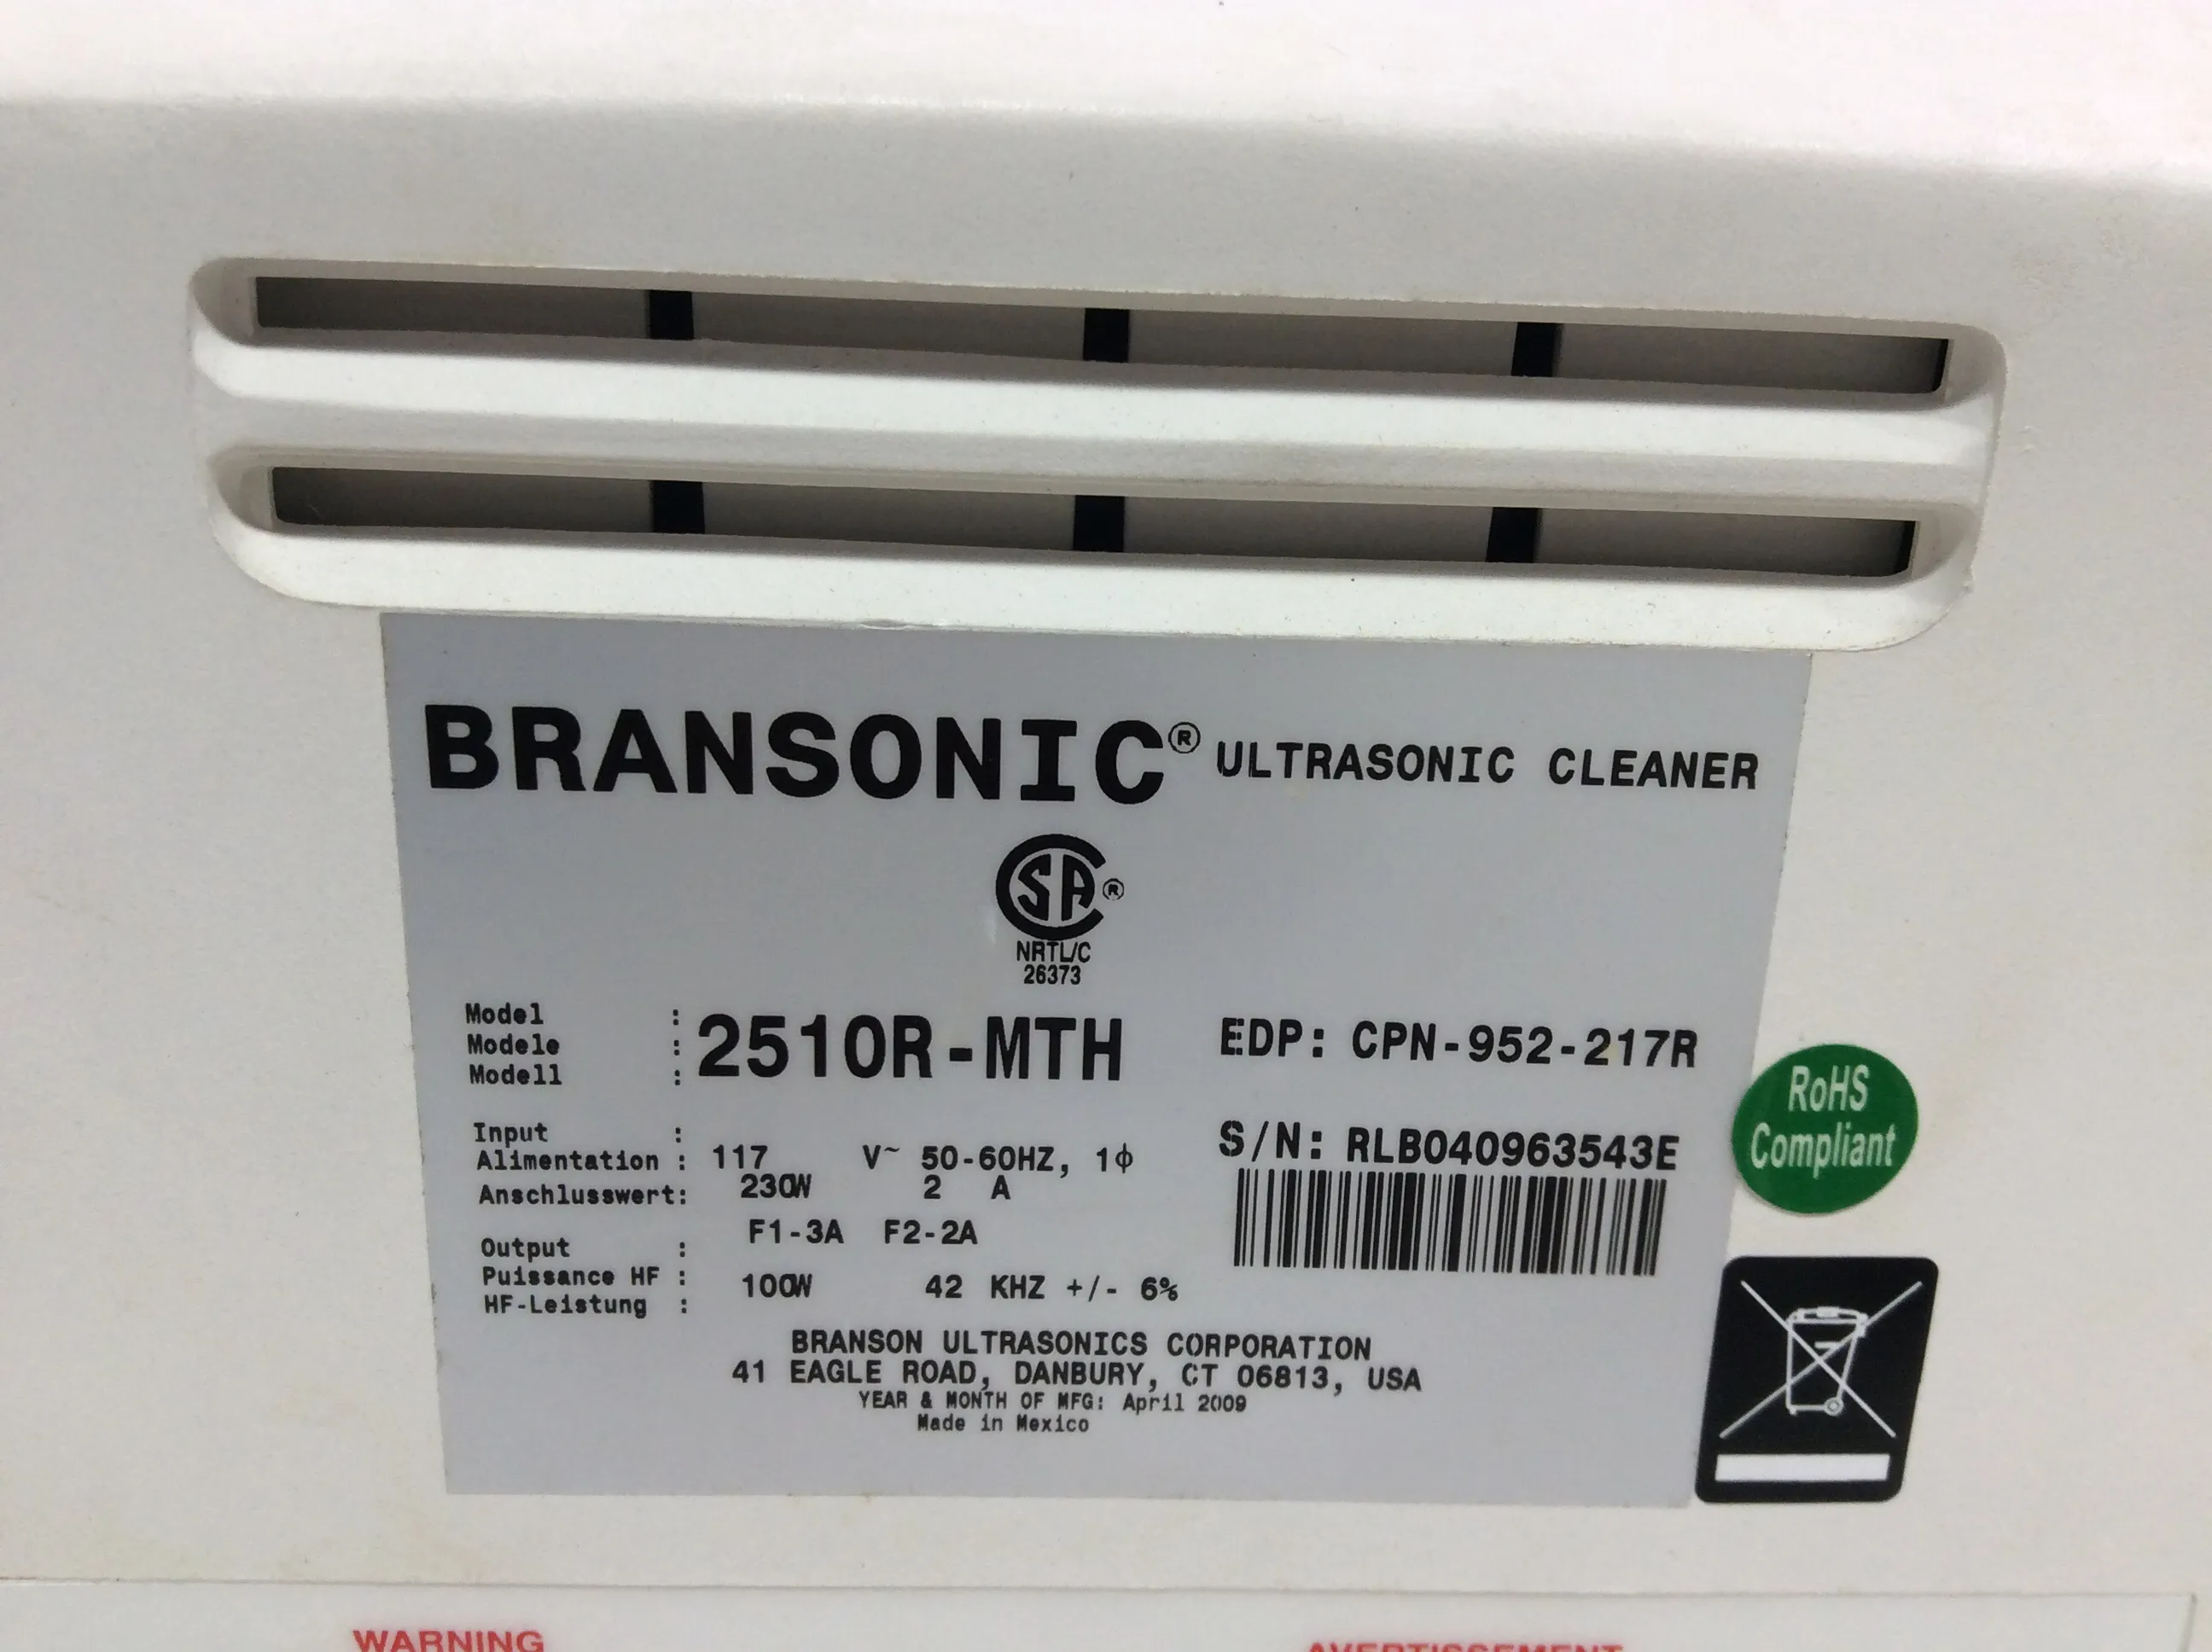 BRANSONIC® ULTRASONIC CLEANER
CSA®
NRTL/C
26373
Model :
Modele : 2510R-MTH EDP: CPN-952-217R
Modell :
Input :
Alimentation : 117 V~ 50-60HZ, 1ϕ
Anschlusswert: 230W 2 A
S/N: RLB040963543E
F1-3A F2-2A
Output :
Puissance HF : 100W 42 KHZ +/- 6%
HF-Leistung :
BRANSON ULTRASONICS CORPORATION
41 EAGLE ROAD, DANBURY, CT 06813, USA
YEAR & MONTH OF MFG: April 2009
Made in Mexico
RoHS
Compliant
WARNING
AVERTISSEMENT